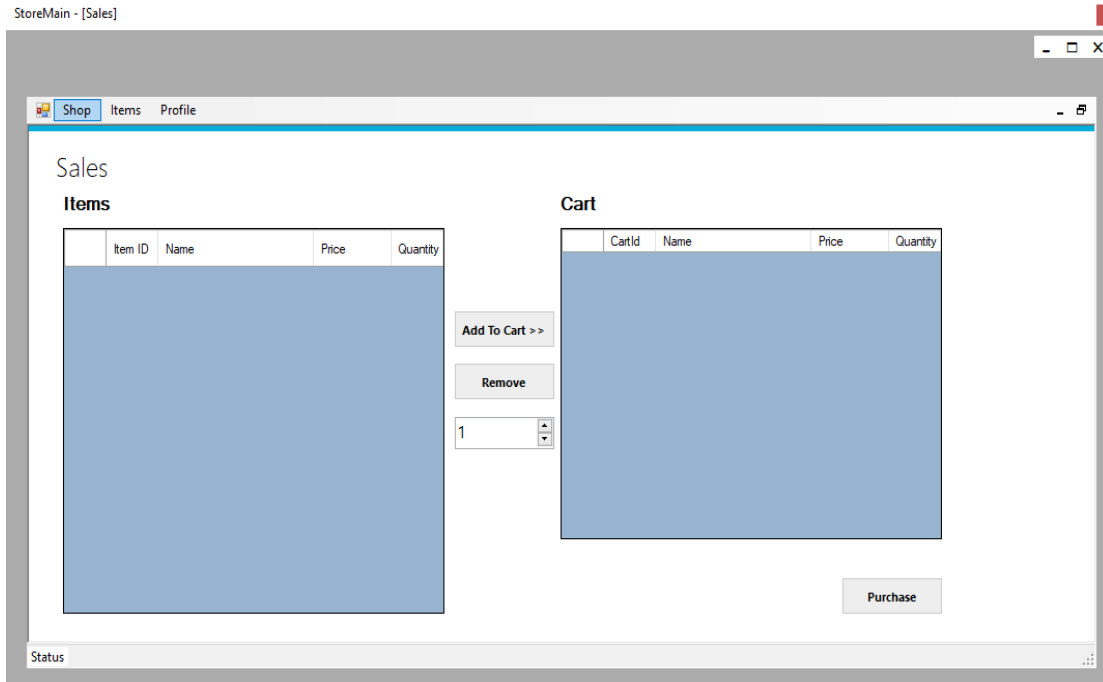 StoreMain - [Sales]
Shop Items Profile
Sales
Items
Item ID Name Price Quantity
Add To Cart >>
Remove
1
Cart
CartId Name Price Quantity
Purchase
Status